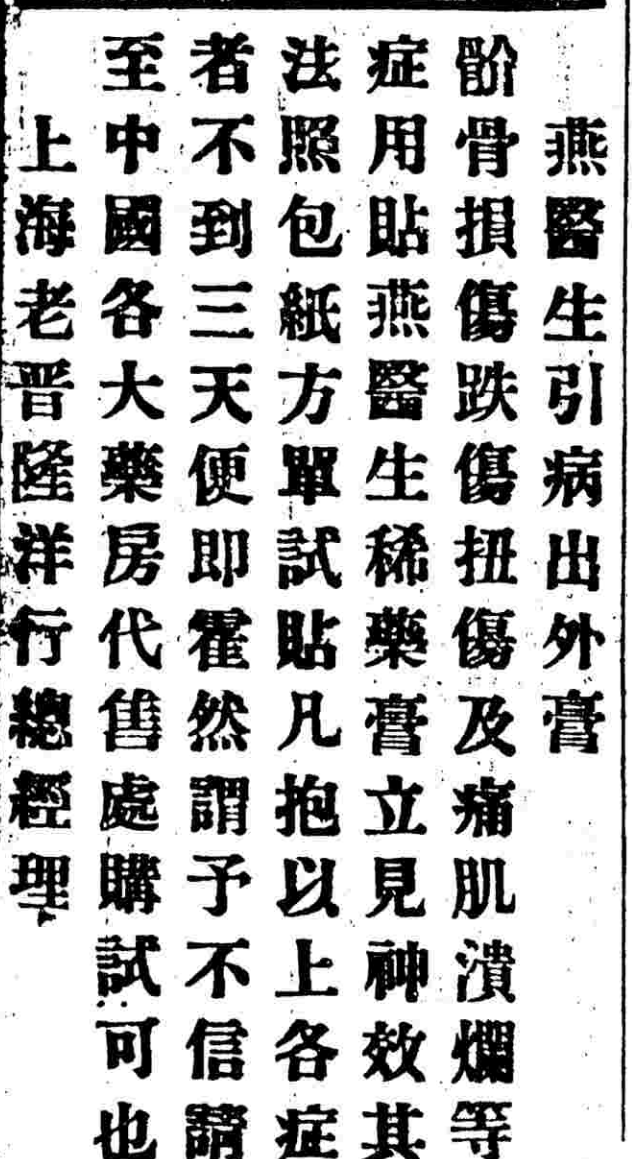 燕醫生引病出外膏
骱骨損傷跌傷扭傷及痛肌潰爛等
症用貼燕醫生稀藥膏立見神效其
法照包紙方單試貼凡抱以上各症
者不到三天便即霍然謂予不信請
至中國各大藥房代售處購試可也
上海老晋隆洋行總經理